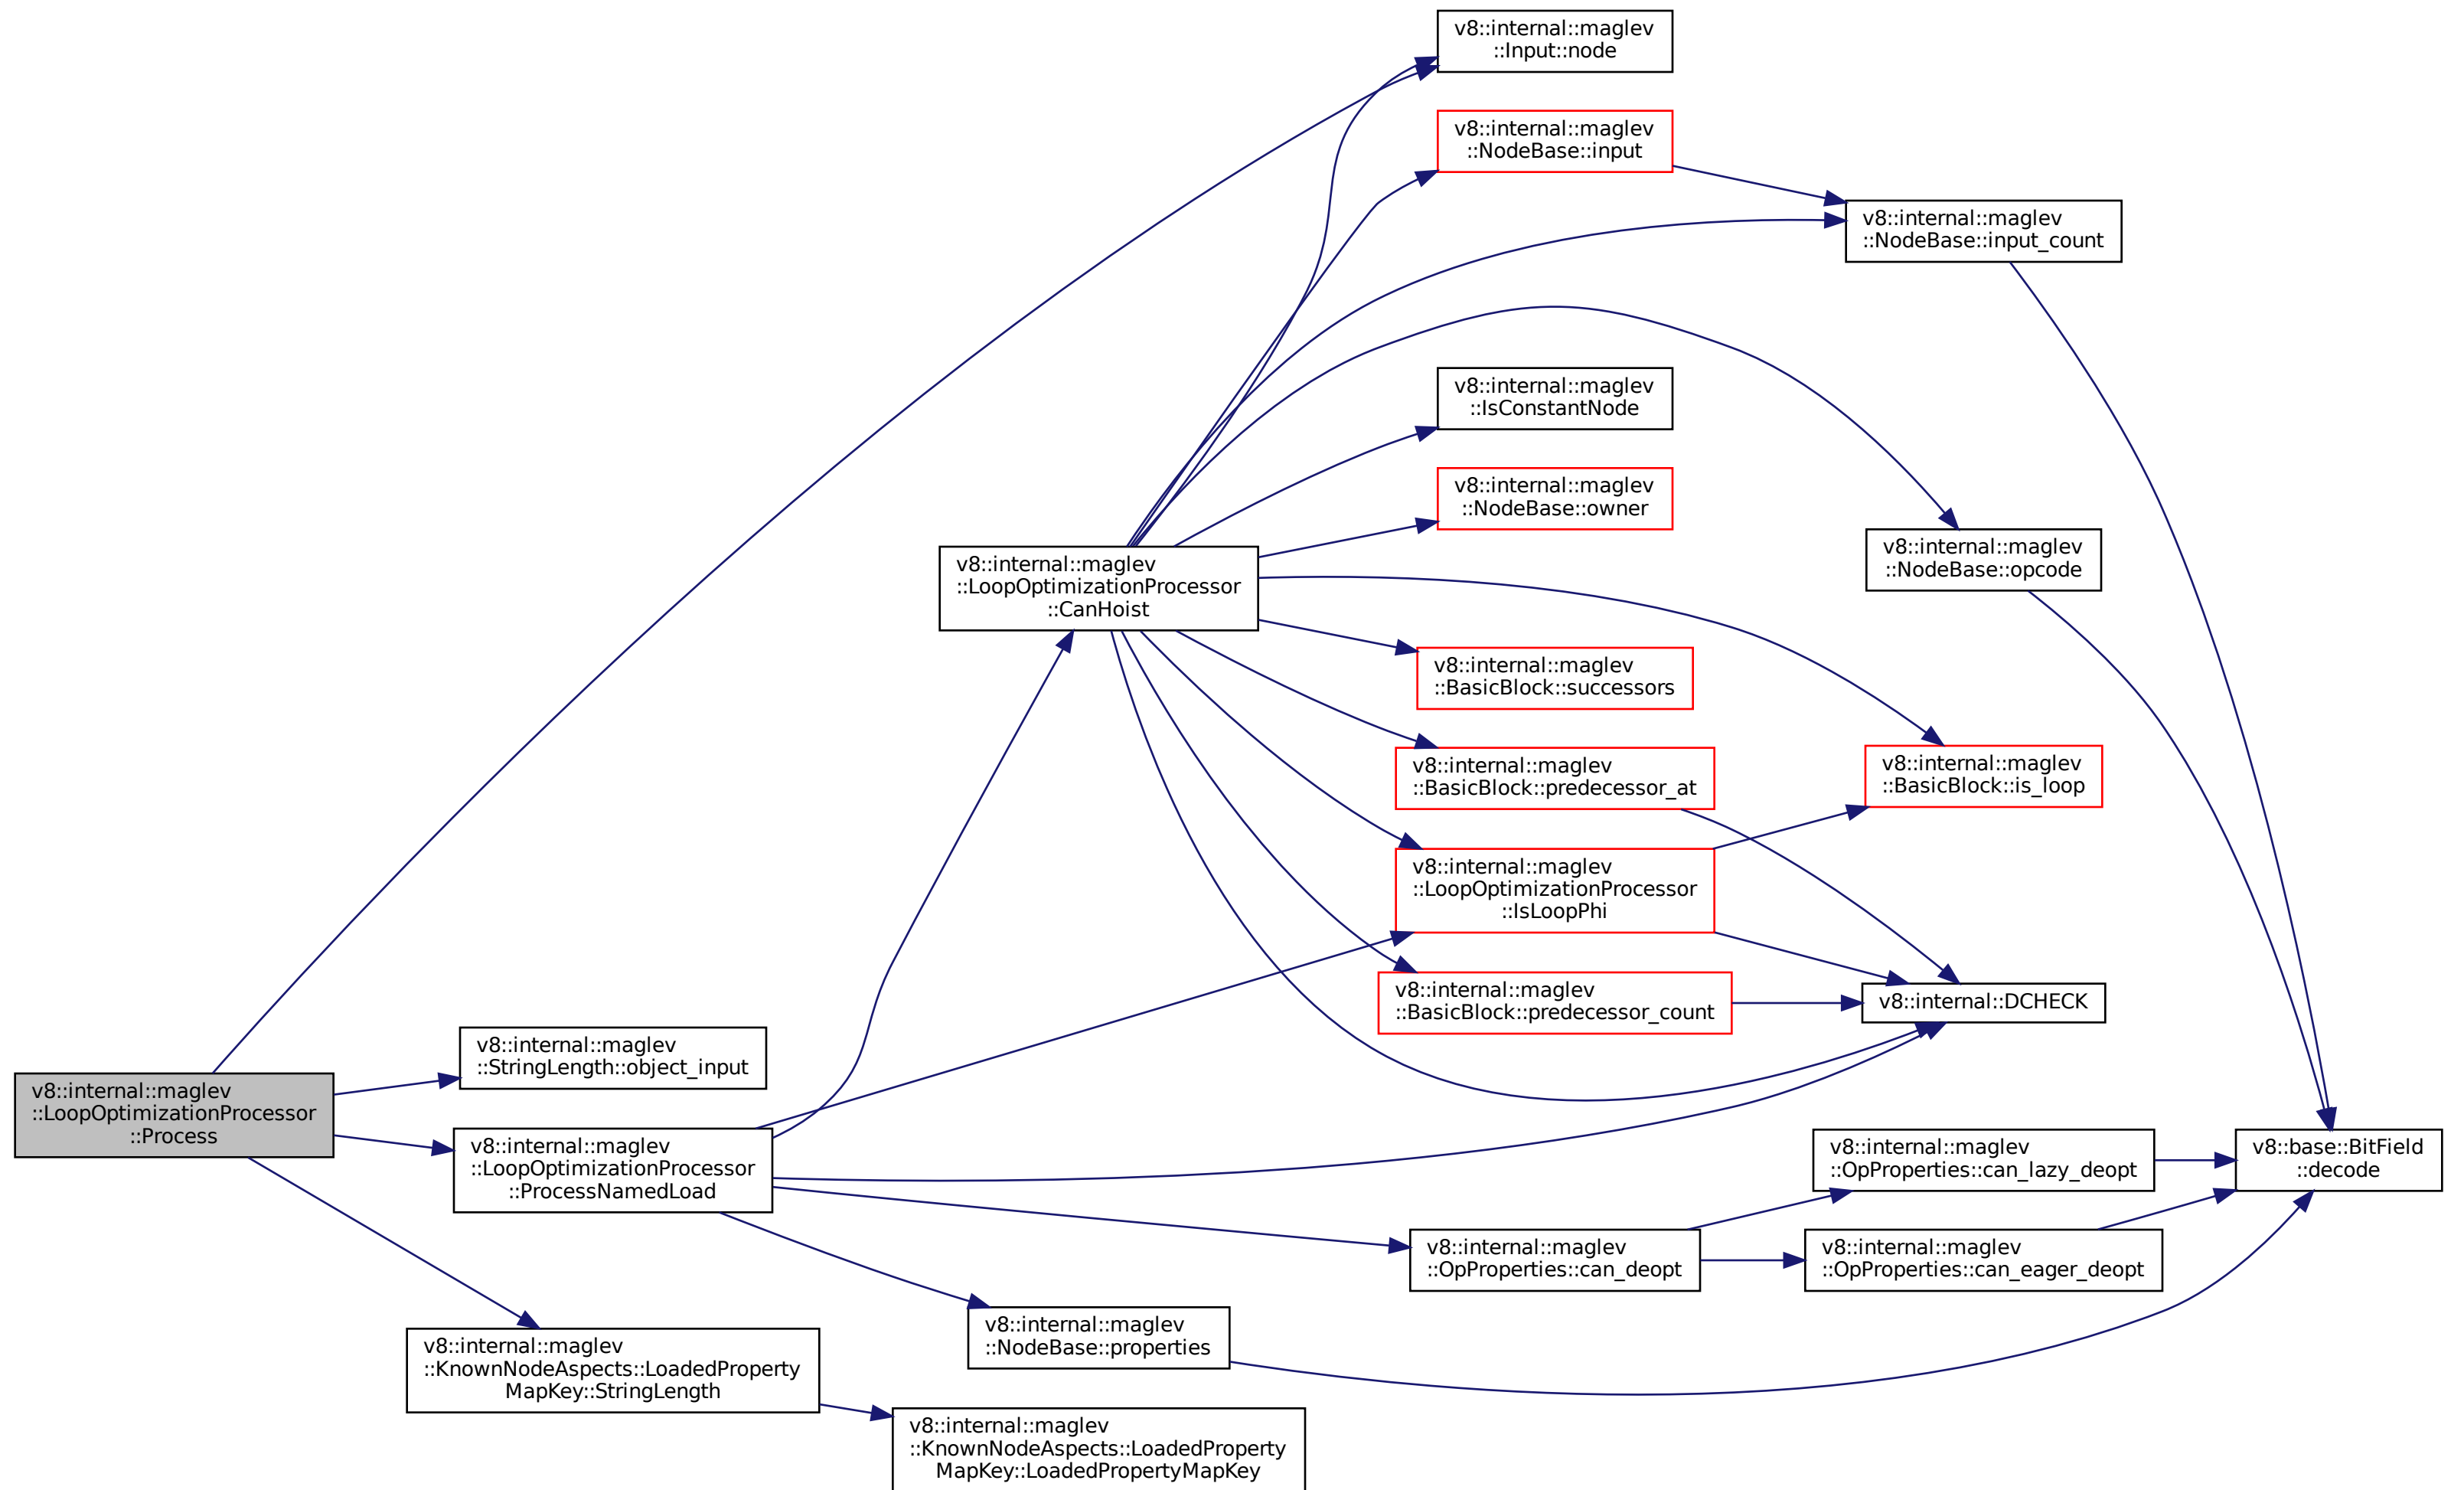 v8::internal::maglev
::Input::node
v8::internal::maglev
::NodeBase::input
v8::internal::maglev
::NodeBase::input_count
v8::internal::maglev
::IsConstantNode
v8::internal::maglev
::NodeBase::owner
v8::internal::maglev
::NodeBase::opcode
v8::internal::maglev
::LoopOptimizationProcessor
::CanHoist
v8::internal::maglev
::BasicBlock::successors
v8::internal::maglev
::BasicBlock::predecessor_at
v8::internal::maglev
::BasicBlock::is_loop
v8::internal::maglev
::LoopOptimizationProcessor
::IsLoopPhi
v8::internal::maglev
::BasicBlock::predecessor_count
v8::internal::DCHECK
v8::internal::maglev
::StringLength::object_input
v8::internal::maglev
::LoopOptimizationProcessor
::Process
v8::internal::maglev
::LoopOptimizationProcessor
::ProcessNamedLoad
v8::internal::maglev
::OpProperties::can_lazy_deopt
v8::base::BitField
::decode
v8::internal::maglev
::OpProperties::can_deopt
v8::internal::maglev
::OpProperties::can_eager_deopt
v8::internal::maglev
::NodeBase::properties
v8::internal::maglev
::KnownNodeAspects::LoadedProperty
MapKey::StringLength
v8::internal::maglev
::KnownNodeAspects::LoadedProperty
MapKey::LoadedPropertyMapKey